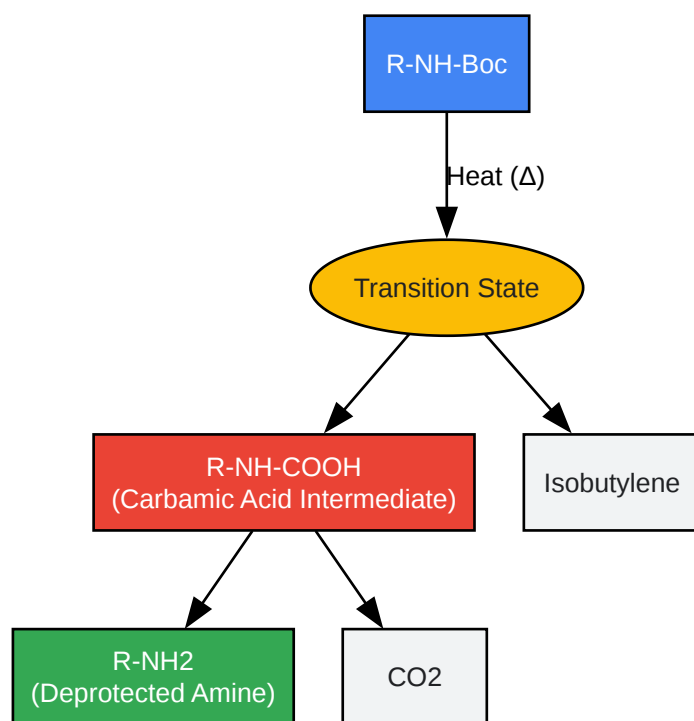 R-NH-Boc
Heat (Δ)
Transition State
R-NH-COOH
(Carbamic Acid Intermediate)
Isobutylene
R-NH2
(Deprotected Amine)
CO2